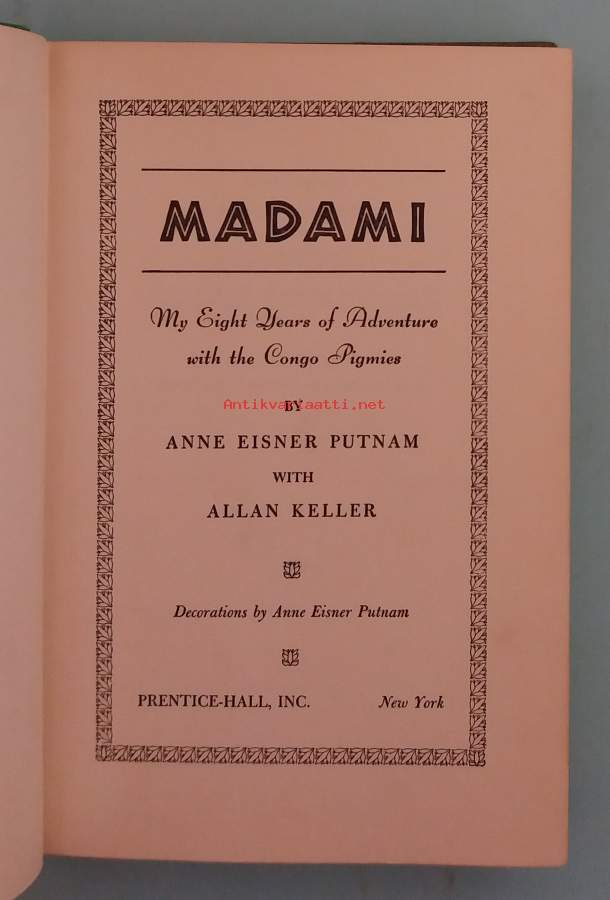 MADAMI
My Eight Years of Adventure
with the Congo Pigmies
Antikvariaatti.net
BY
ANNE EISNER PUTNAM
WITH
ALLAN KELLER
Decorations by Anne Eisner Putnam
PRENTICE-HALL, INC. New York